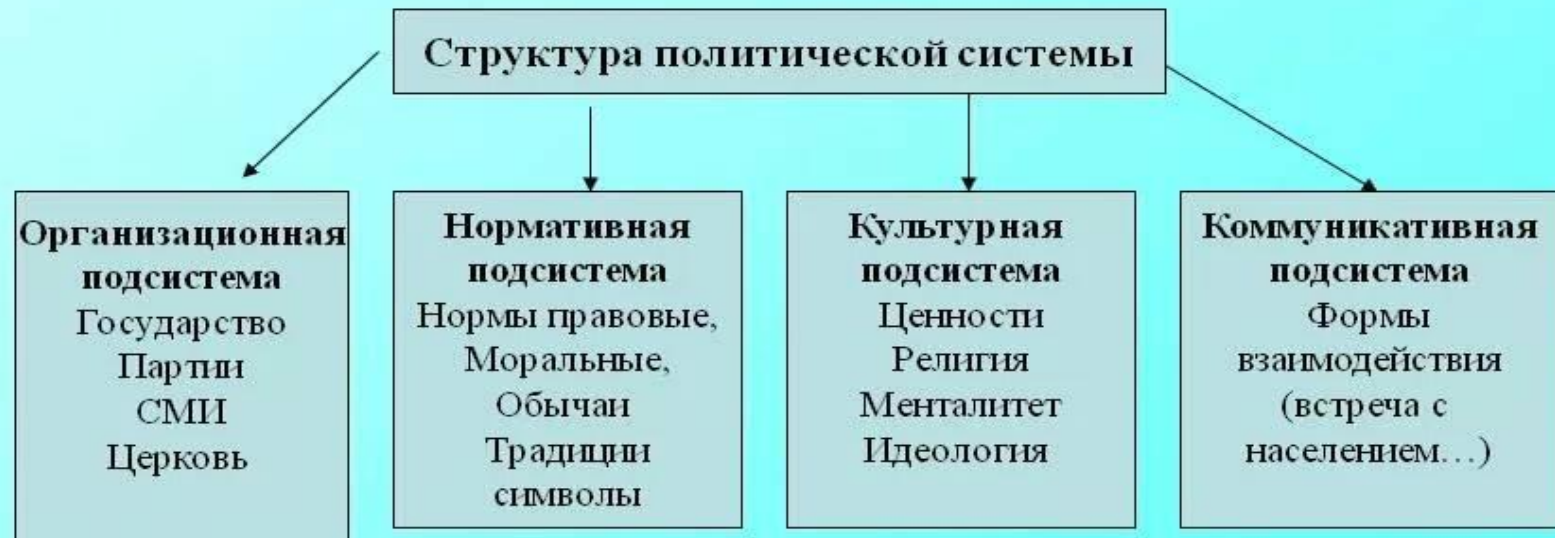 Структура политической системы
Организационная
подсистема
Государство
Партии
СМИ
Церковь
Нормативная
подсистема
Нормы правовые,
Моральные,
Обычаи
Традиции
символы
Культурная
подсистема
Ценности
Религия
Менталитет
Идеология
Коммуникативная
подсистема
Формы
взаимодействия
(встреча с
населением…)